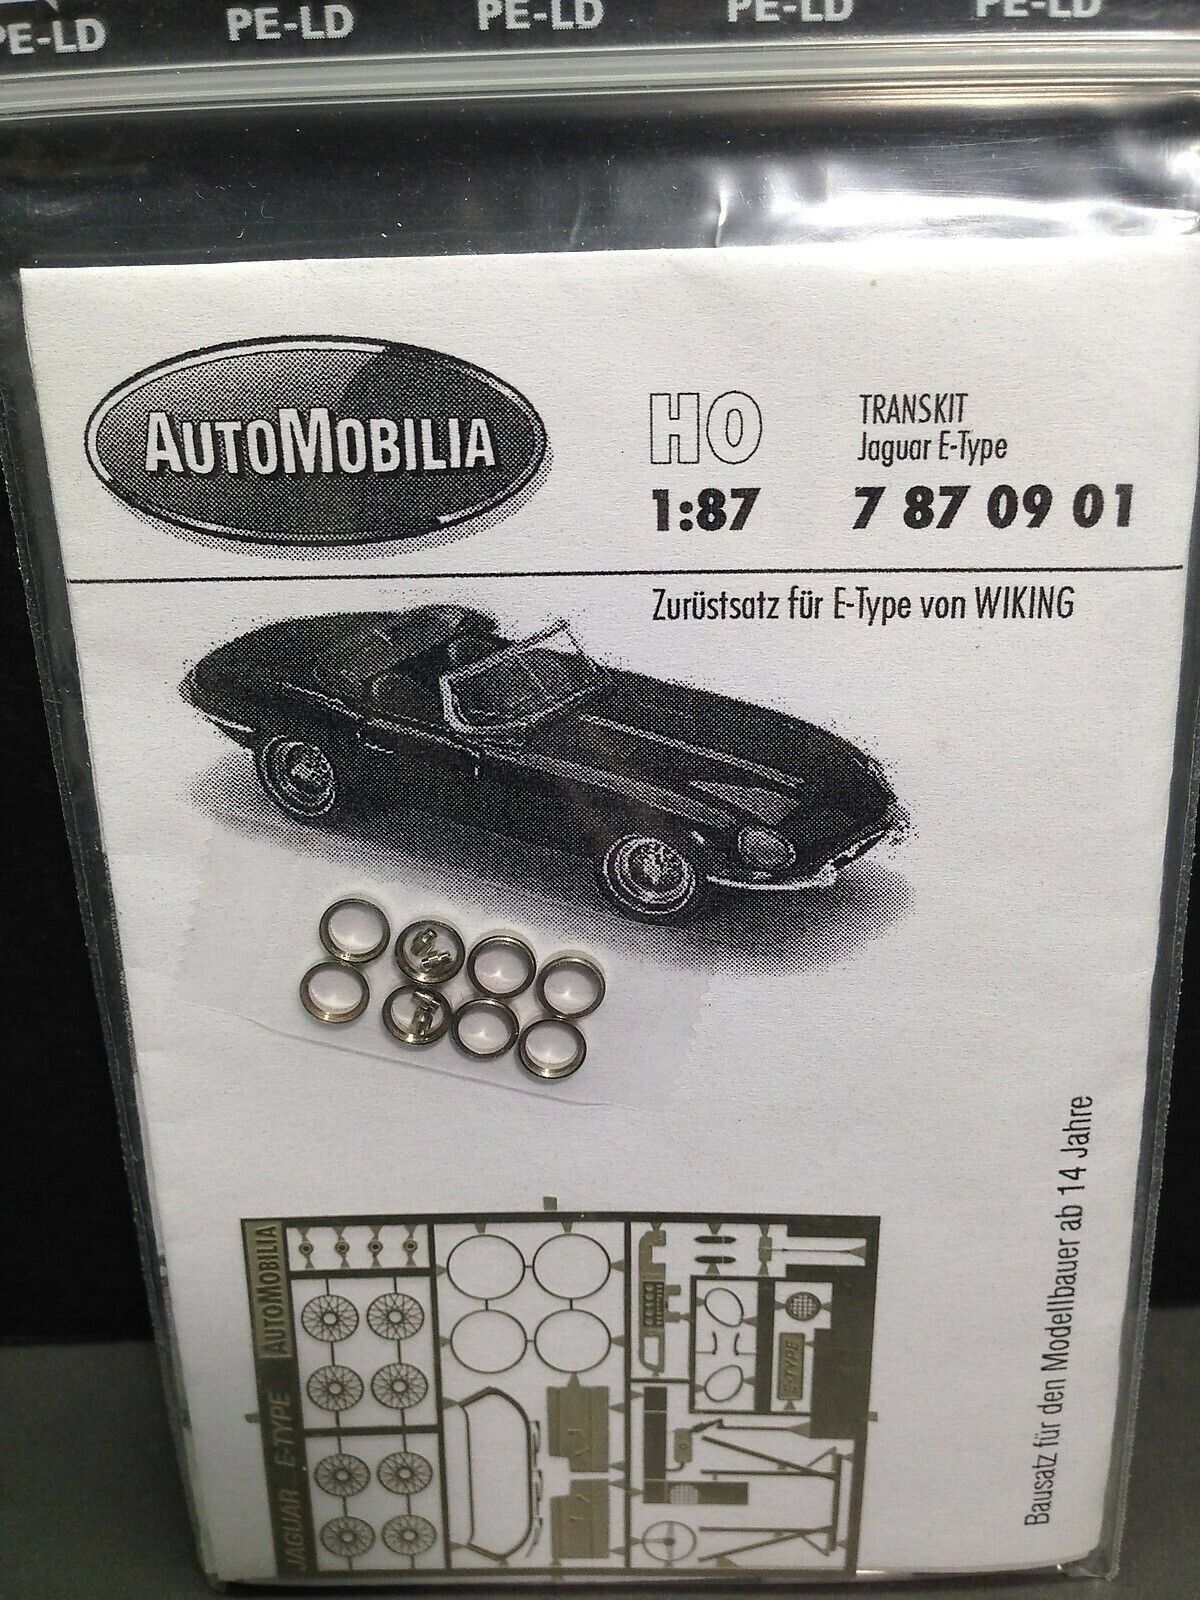 PE-LD PE-LD PE-LD PE-LD PE-LD
AUTOMOBILIA
HO
1:87
TRANSKIT
Jaguar E-Type
7 87 09 01
Zurüstsatz für E-Type von WIKING
Bausatz für den Modellbauer ab 14 Jahre
JAGUAR E-TYPE AUTOMOBILIA
E-TYPE